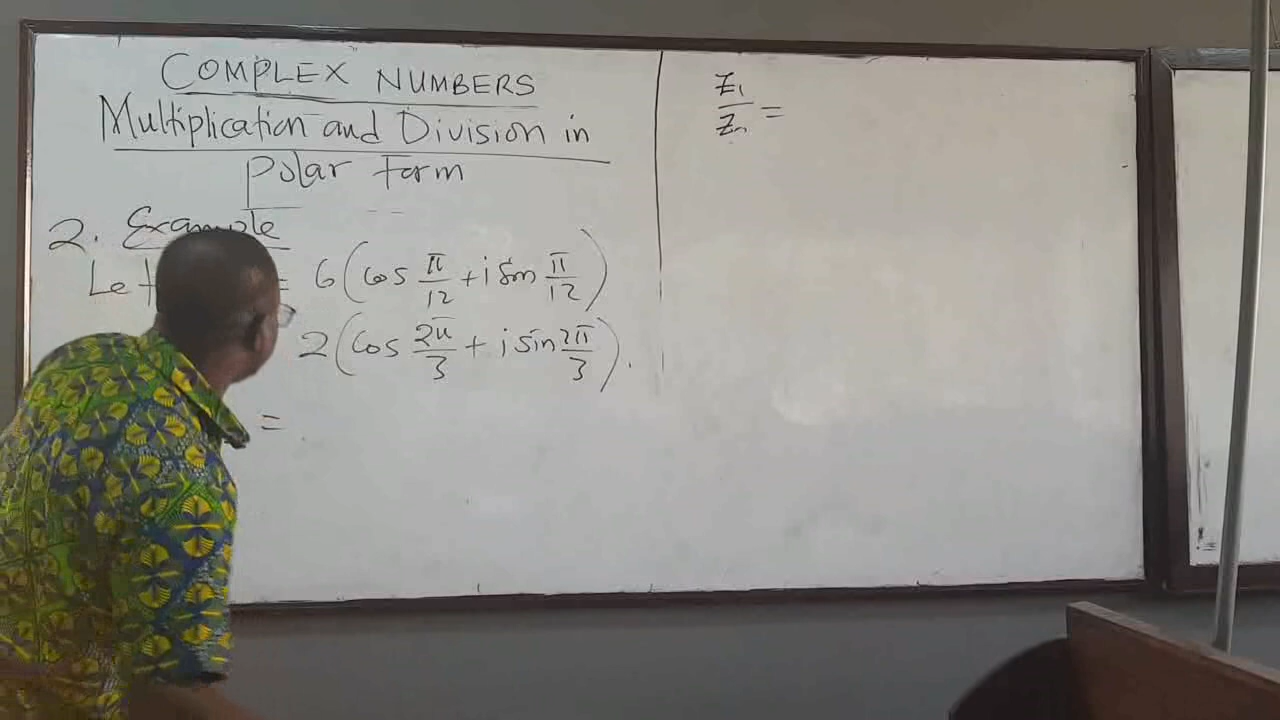 COMPLEX NUMBERS
Multiplication and Division in
Polar Form
2. Example
Let = 6(cos π/12 + i sin π/12)
2(cos 2π/3 + i sin 2π/3).
=
z₁/z₂ =